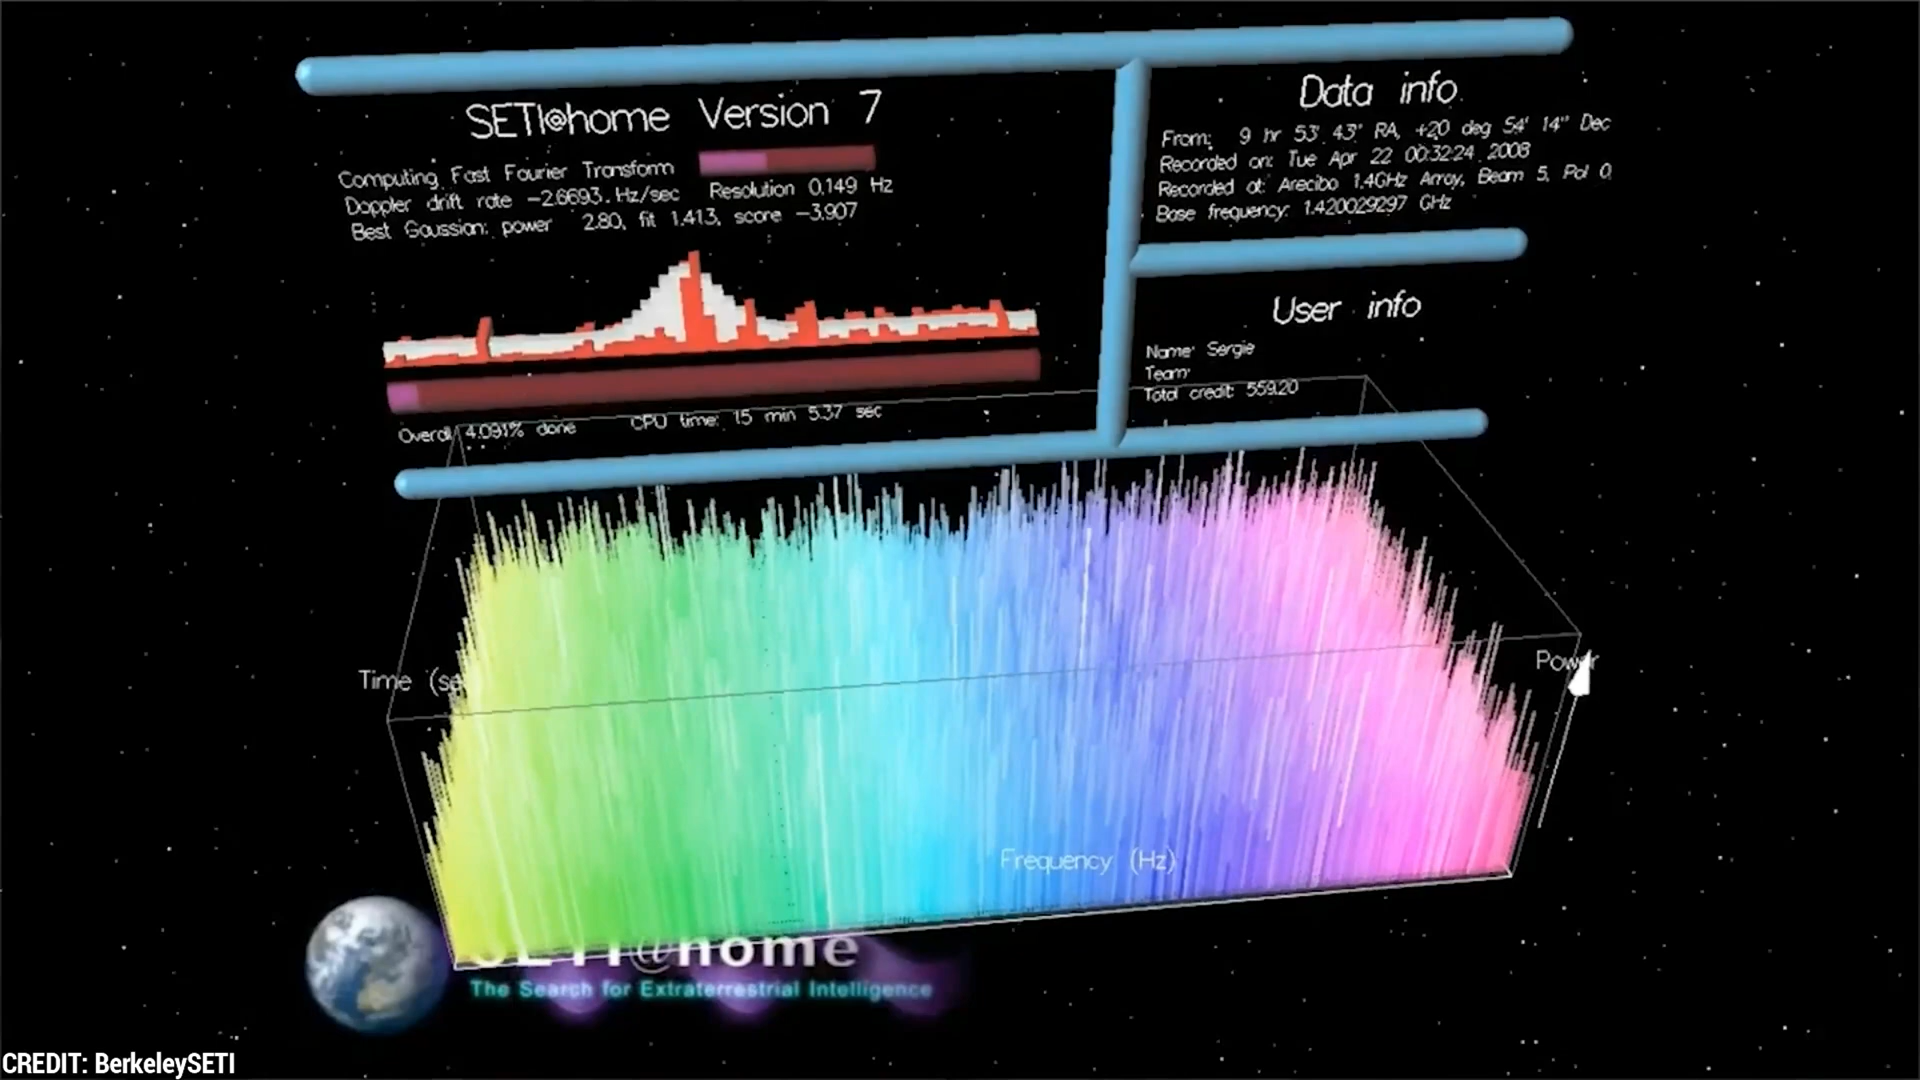 SETI@home Version 7
Computing Fast Fourier Transform
Doppler drift rate -2.6693 Hz/sec Resolution 0.149 Hz
Best Gaussian: power 2.80, fit 1.413, score -3.907
Overall 4.091% done CPU time: 15 min 5.37 sec
Data info
From: 9 hr 53' 43" RA, +20 deg 54' 14" Dec
Recorded on: Tue Apr 22 00:32:24 2008
Recorded at: Arecibo 1.4GHz Array, Beam 5, Pol 0
Base frequency: 1.420029297 GHz
User info
Name: Sergie
Team:
Total credit: 559.20
Time (se
Power
Frequency (Hz)
SETI@home
The Search for Extraterrestrial Intelligence
CREDIT: BerkeleySETI